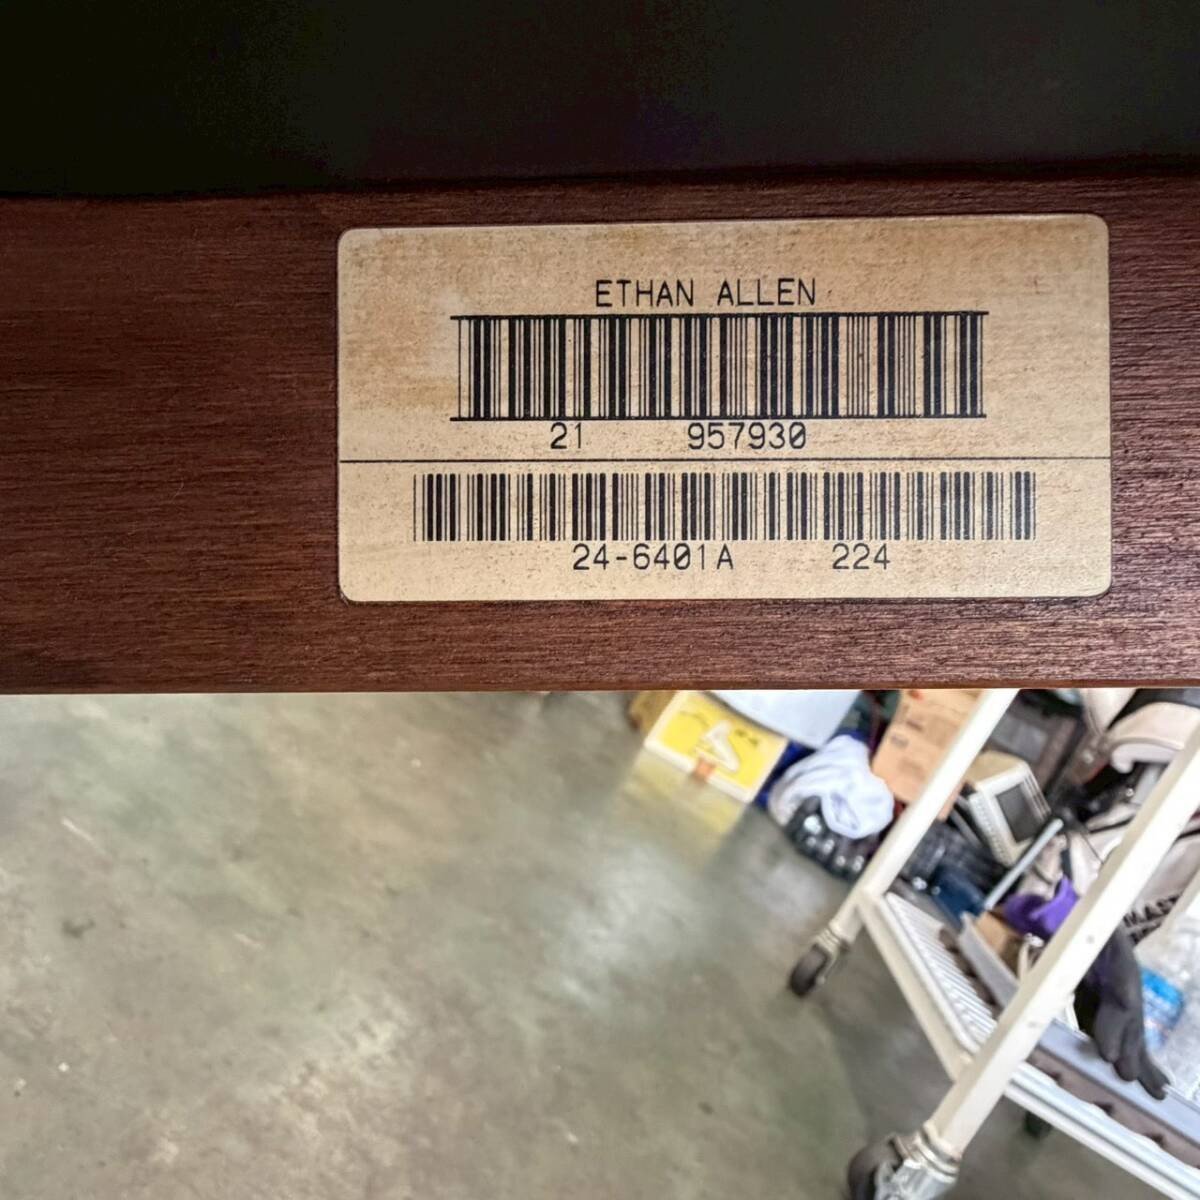 ETHAN ALLEN
21 957930
24-6401A 224